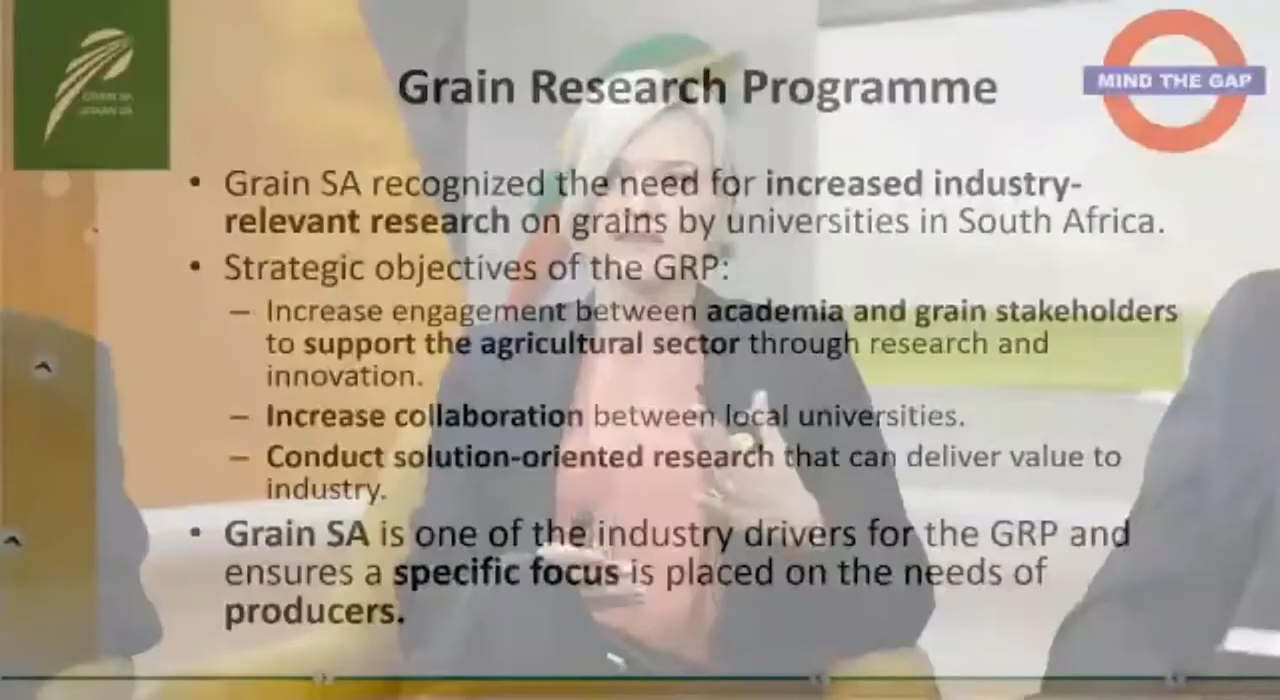 Grain Research Programme
MIND THE GAP
GRAIN SA
GRAAN SA
• Grain SA recognized the need for increased industry-
relevant research on grains by universities in South Africa.
• Strategic objectives of the GRP:
– Increase engagement between academia and grain stakeholders
to support the agricultural sector through research and
innovation.
– Increase collaboration between local universities.
– Conduct solution-oriented research that can deliver value to
industry.
• Grain SA is one of the industry drivers for the GRP and
ensures a specific focus is placed on the needs of
producers.